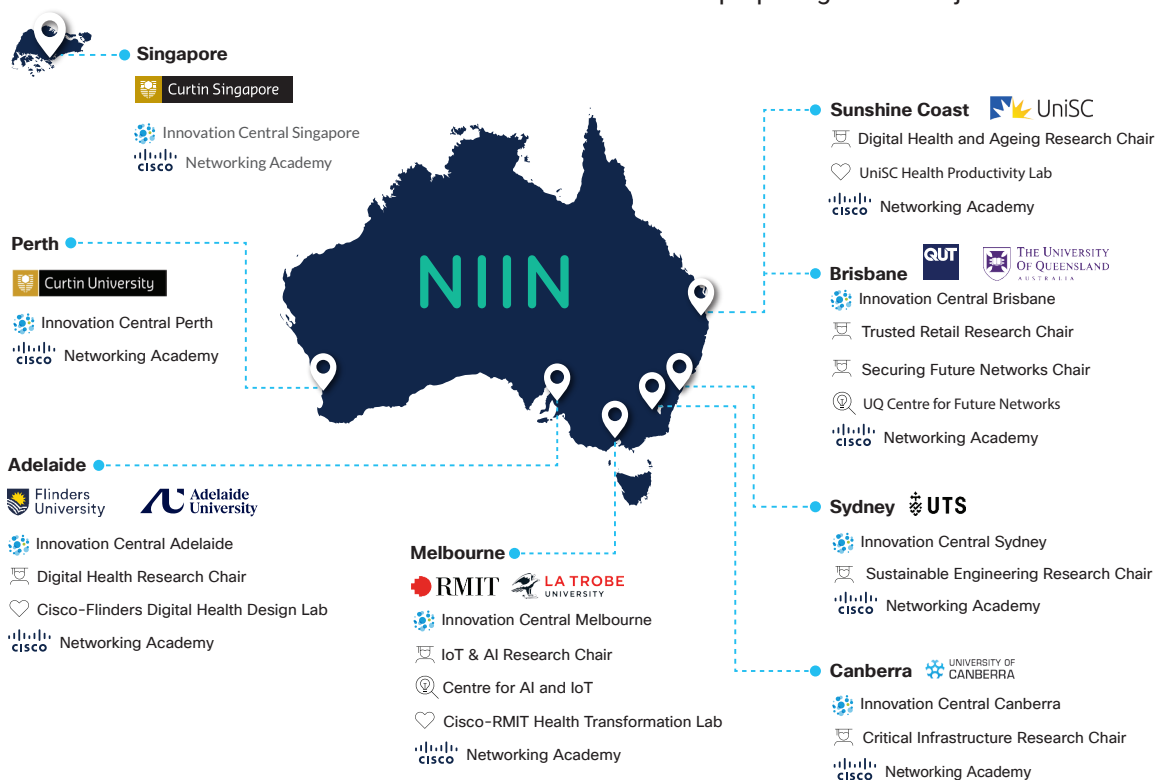 Singapore
Curtin Singapore
Innovation Central Singapore
CISCO Networking Academy
Perth
Curtin University
Innovation Central Perth
CISCO Networking Academy
Adelaide
Flinders University
Adelaide University
Innovation Central Adelaide
Digital Health Research Chair
Cisco-Flinders Digital Health Design Lab
CISCO Networking Academy
NIIN
Melbourne
RMIT
LA TROBE UNIVERSITY
Innovation Central Melbourne
IoT & AI Research Chair
Centre for AI and IoT
Cisco-RMIT Health Transformation Lab
CISCO Networking Academy
Sunshine Coast UniSC
Digital Health and Ageing Research Chair
UniSC Health Productivity Lab
CISCO Networking Academy
Brisbane QUT
THE UNIVERSITY OF QUEENSLAND AUSTRALIA
Innovation Central Brisbane
Trusted Retail Research Chair
Securing Future Networks Chair
UQ Centre for Future Networks
CISCO Networking Academy
Sydney UTS
Innovation Central Sydney
Sustainable Engineering Research Chair
CISCO Networking Academy
Canberra UNIVERSITY OF CANBERRA
Innovation Central Canberra
Critical Infrastructure Research Chair
CISCO Networking Academy